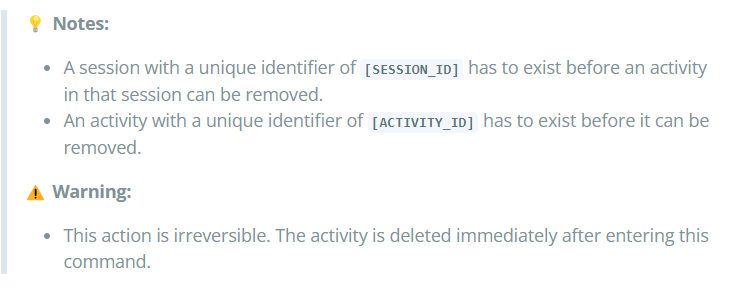 💡 Notes:
• A session with a unique identifier of [SESSION_ID] has to exist before an activity
in that session can be removed.
• An activity with a unique identifier of [ACTIVITY_ID] has to exist before it can be
removed.
⚠️ Warning:
• This action is irreversible. The activity is deleted immediately after entering this
command.